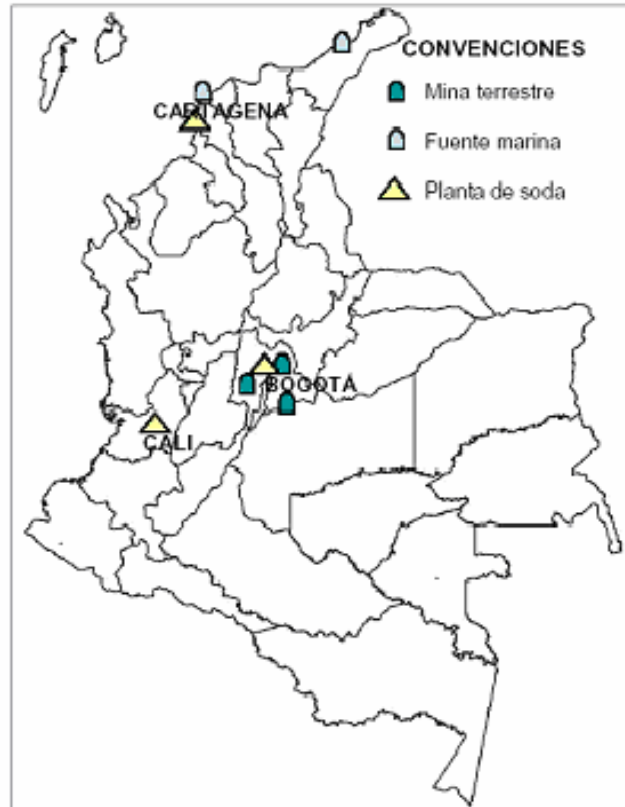 CONVENCIONES
Mina terrestre
CARTAGENA
Fuente marina
Planta de soda
BOGOTÁ
CALI